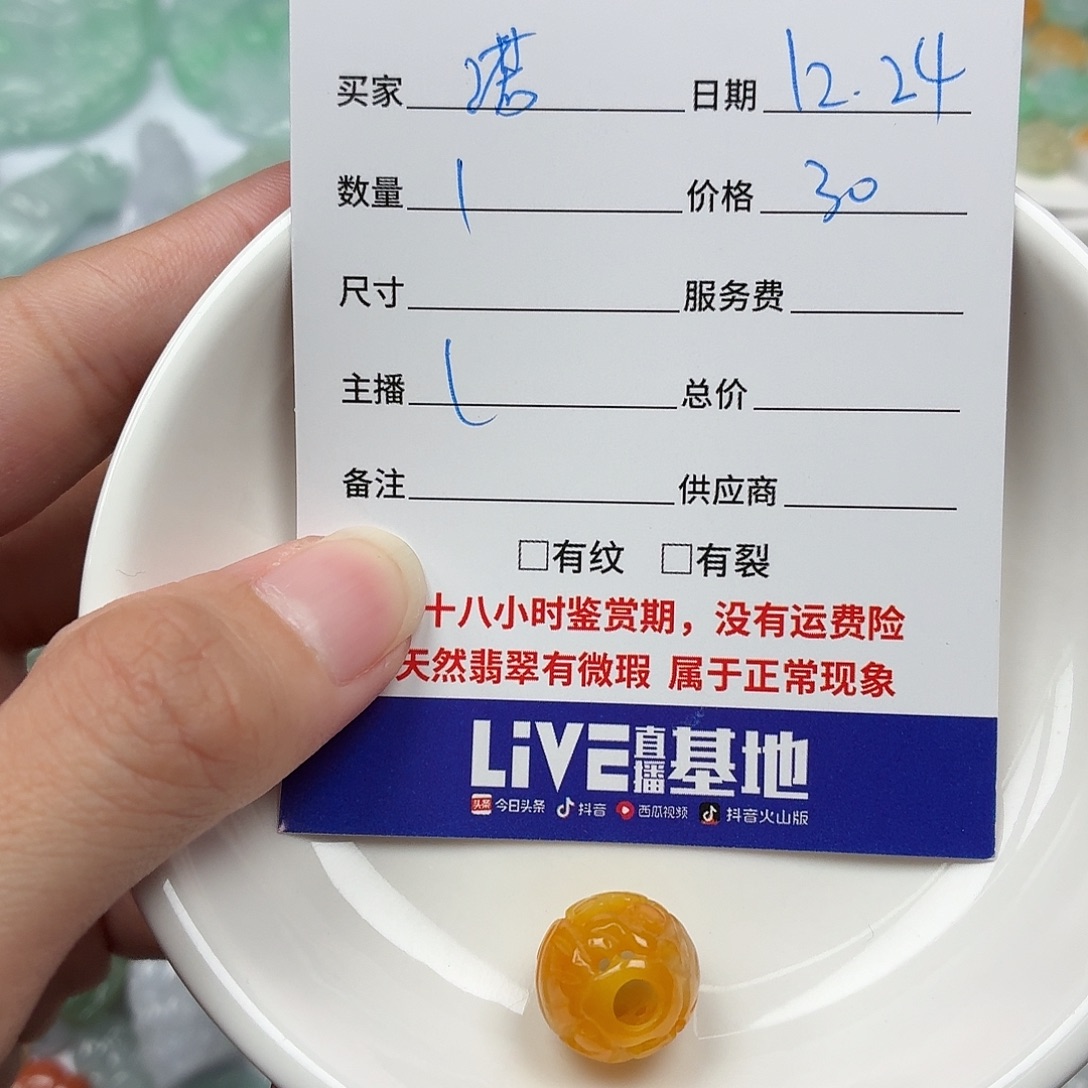 买家 日期 12.24
数量 1 价格 30
尺寸 服务费
主播 L 总价
备注 供应商
□有纹 □有裂
十八小时鉴赏期，没有运费险
天然翡翠有微瑕 属于正常现象
LiVE直播基地
头条 今日头条 抖音 西瓜视频 抖音火山版